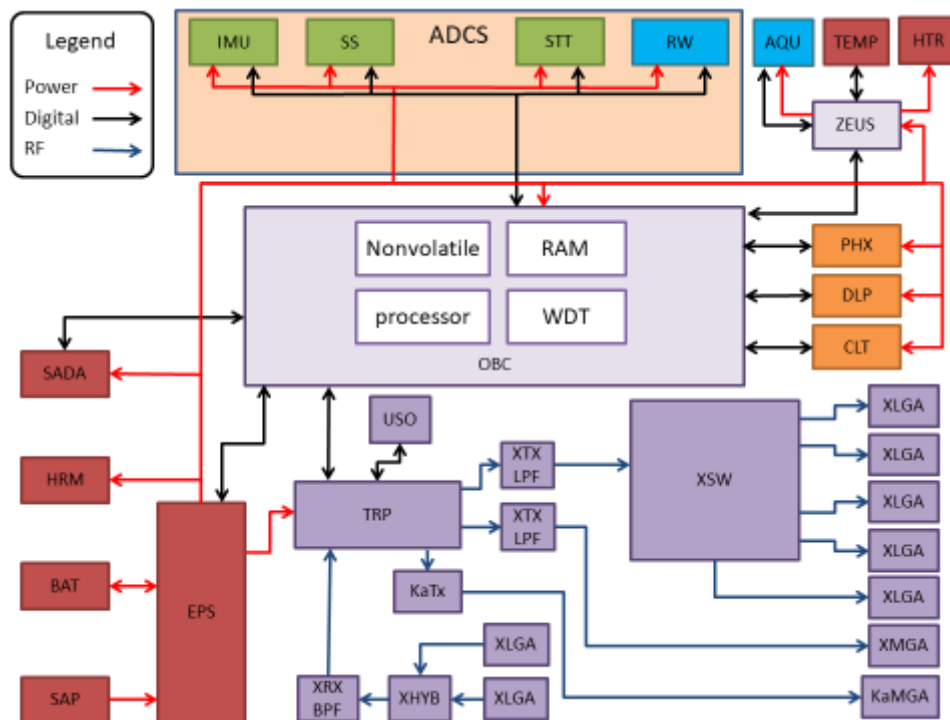 Legend
Power
Digital
RF
ADCS
IMU
SS
STT
RW
AQU
TEMP
HTR
ZEUS
Nonvolatile
RAM
processor
WDT
OBC
PHX
DLP
CLT
SADA
HRM
BAT
SAP
EPS
USO
TRP
XTX
LPF
XTX
LPF
KaTx
XSW
XLGA
XLGA
XLGA
XLGA
XLGA
XMGA
KaMGA
XLGA
XRX
BPF
XHYB
XLGA